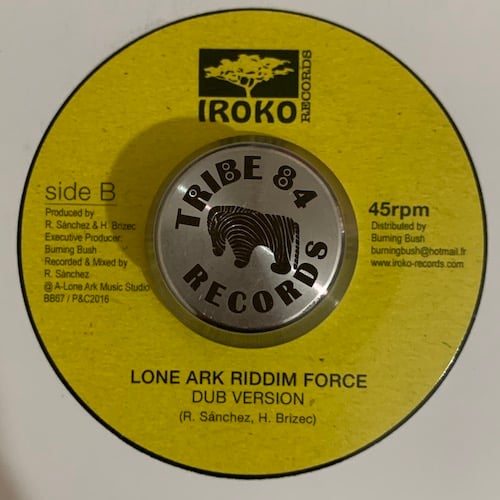 IROKO
RECORDS
side B
Produced by
R. Sánchez & H. Brizec
Executive Producer:
Burning Bush
Recorded & Mixed by
R. Sánchez
@ A-Lone Ark Music Studio
BB67 / P&C2016
TRIBE 84
RECORDS
45rpm
Distributed by
Burning Bush
burningbush@hotmail.fr
www.iroko-records.com
LONE ARK RIDDIM FORCE
DUB VERSION
(R. Sánchez, H. Brizec)